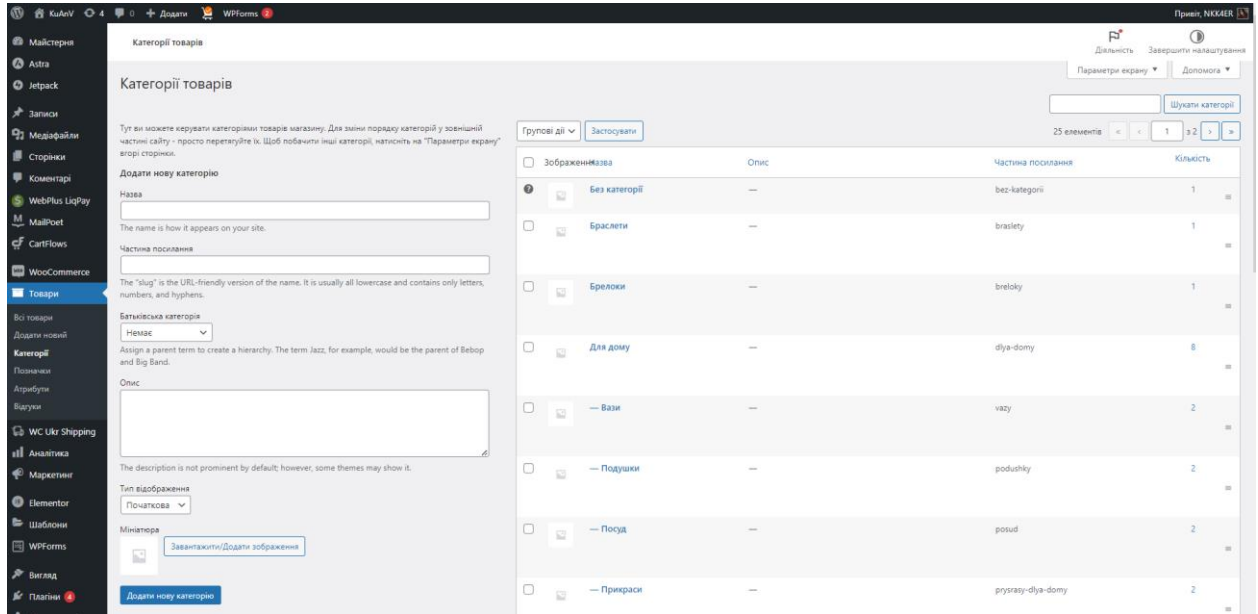 KuAnV 4 0 Додати WPForms 2 Привіт, NKK4ER
Майстерня
Astra
Jetpack
Записи
Медіафайли
Сторінки
Коментарі
WebPlus LiqPay
MailPoet
CartFlows
WooCommerce
Товари
Всі товари
Додати новий
Категорії
Позначки
Атрибути
Відгуки
WC Ukr Shipping
Аналітика
Маркетинг
Elementor
Шаблони
WPForms
Вигляд
Плагіни 4
Категорії товарів
Діяльність Завершити налаштування
Параметри екрану Допомога
Категорії товарів
Шукати категорії
Тут ви можете керувати категоріями товарів магазину. Для зміни порядку категорій у зовнішній
частині сайту - просто перетягуйте їх. Щоб побачити інші категорії, натисніть на "Параметри екрану"
вгорі сторінки.
Додати нову категорію
Назва
The name is how it appears on your site.
Частина посилання
The "slug" is the URL-friendly version of the name. It is usually all lowercase and contains only letters,
numbers, and hyphens.
Батьківська категорія
Немає
Assign a parent term to create a hierarchy. The term Jazz, for example, would be the parent of Bebop
and Big Band.
Опис
The description is not prominent by default; however, some themes may show it.
Тип відображення
Початкова
Мініатюра
Завантажити/Додати зображення
Додати нову категорію
Групові дії Застосувати 25 елементів « ‹ 1 з 2 › »
Зображення Назва Опис Частина посилання Кількість
Без категорії — bez-kategorii 1
Браслети — braslety 1
Брелоки — breloky 1
Для дому — dlya-domy 8
— Вази — vazy 2
— Подушки — podushky 2
— Посуд — posud 2
— Прикраси — prysrasy-dlya-domy 2